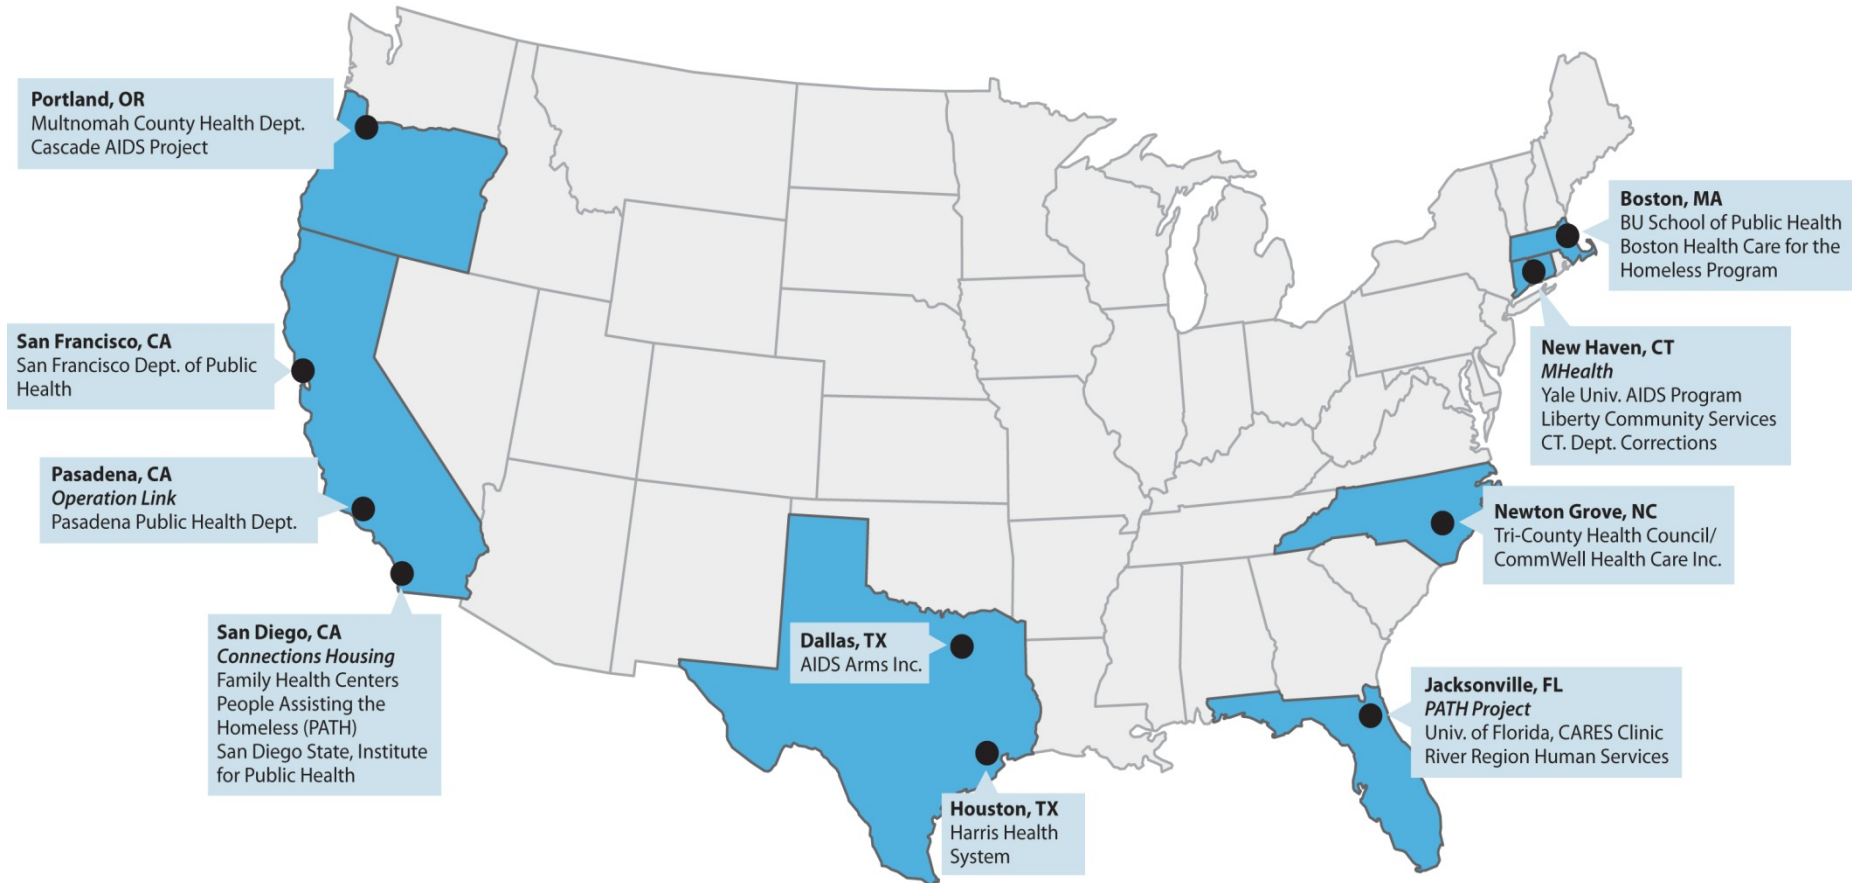 Portland, OR
Multnomah County Health Dept.
Cascade AIDS Project
San Francisco, CA
San Francisco Dept. of Public
Health
Pasadena, CA
Operation Link
Pasadena Public Health Dept.
San Diego, CA
Connections Housing
Family Health Centers
People Assisting the
Homeless (PATH)
San Diego State, Institute
for Public Health
Dallas, TX
AIDS Arms Inc.
Houston, TX
Harris Health
System
Boston, MA
BU School of Public Health
Boston Health Care for the
Homeless Program
New Haven, CT
MHealth
Yale Univ. AIDS Program
Liberty Community Services
CT. Dept. Corrections
Newton Grove, NC
Tri-County Health Council/
CommWell Health Care Inc.
Jacksonville, FL
PATH Project
Univ. of Florida, CARES Clinic
River Region Human Services